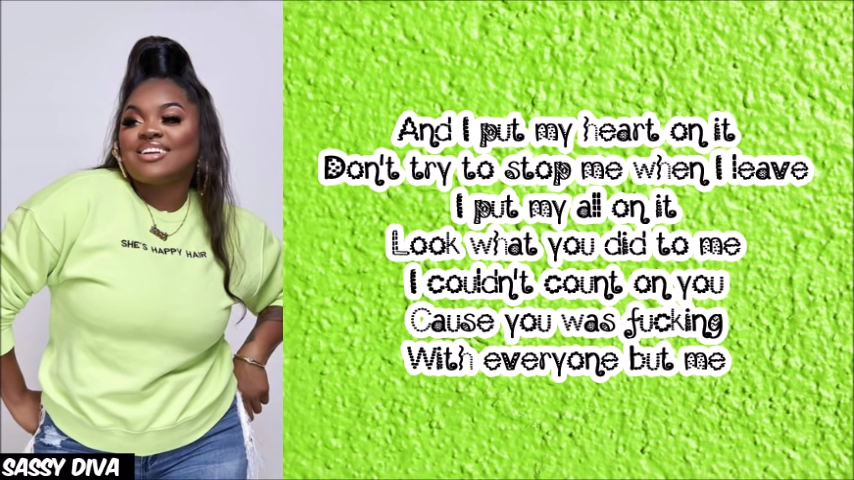 SHE'S HAPPY HAIR
And I put my heart on it
Don't try to stop me when I leave
I put my all on it
Look what you did to me
I couldn't count on you
Cause you was fucking
With everyone but me
SASSY DIVA